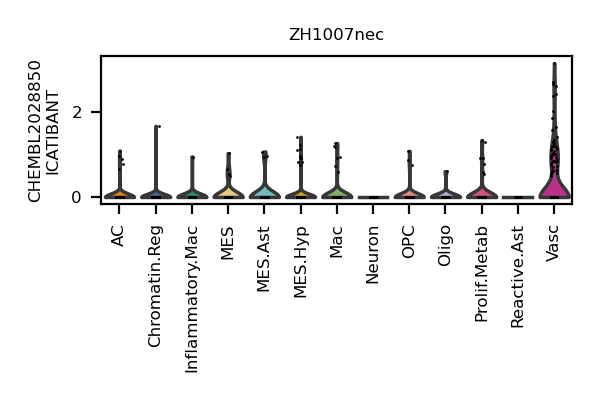 ZH1007nec
CHEMBL2028850
ICATIBANT
2
0
AC
Chromatin.Reg
Inflammatory.Mac
MES
MES.Ast
MES.Hyp
Mac
Neuron
OPC
Oligo
Prolif.Metab
Reactive.Ast
Vasc